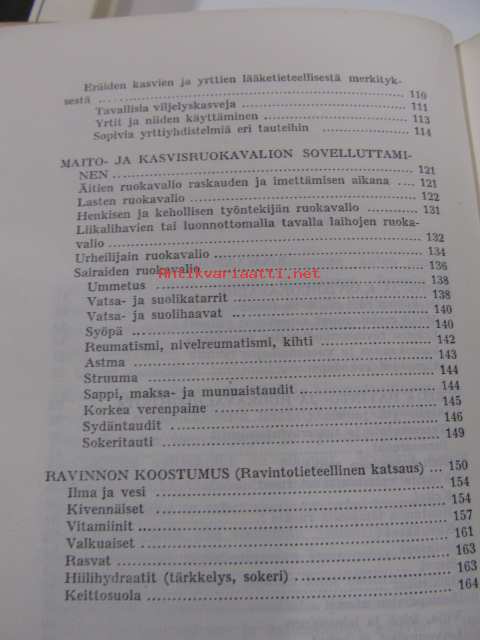 Eräiden kasvien ja yrttien lääketieteellisestä merkityk-
sestä ........ 110
Tavallisia viljelyskasveja ........ 111
Yrtit ja niiden käyttäminen ........ 113
Sopivia yrttiyhdistelmiä eri tauteihin ........ 114
MAITO- JA KASVISRUOKAVALION SOVELLUTTAMI-
NEN ........ 121
Äitien ruokavalio raskauden ja imettämisen aikana .... 121
Lasten ruokavalio ........ 122
Henkisen ja kehollisen työntekijän ruokavalio ........ 131
Liikalihavien tai luonnottomalla tavalla laihojen ruoka-
valio ........ 132
Urheilijain ruokavalio ........ 134
Sairaiden ruokavalio ........ 136
Antikvariaatti.net
Ummetus ........ 138
Vatsa- ja suolikatarrit ........ 138
Vatsa- ja suolihaavat ........ 140
Syöpä ........ 140
Reumatismi, nivelreumatismi, kihti ........ 142
Astma ........ 143
Struuma ........ 144
Sappi, maksa- ja munuaistaudit ........ 144
Korkea verenpaine ........ 145
Sydäntaudit ........ 146
Sokeritauti ........ 149
RAVINNON KOOSTUMUS (Ravintotieteellinen katsaus) ... 150
Ilma ja vesi ........ 154
Kivennäiset ........ 154
Vitamiinit ........ 157
Valkuaiset ........ 161
Rasvat ........ 163
Hiilihydraatit (tärkkelys, sokeri) ........ 163
Keittosuola ........ 164